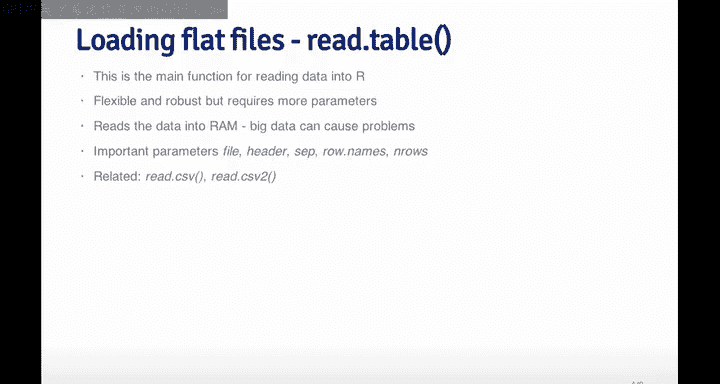 Loading flat files - read.table()
· This is the main function for reading data into R
· Flexible and robust but requires more parameters
· Reads the data into RAM - big data can cause problems
· Important parameters file, header, sep, row.names, nrows
· Related: read.csv(), read.csv2()